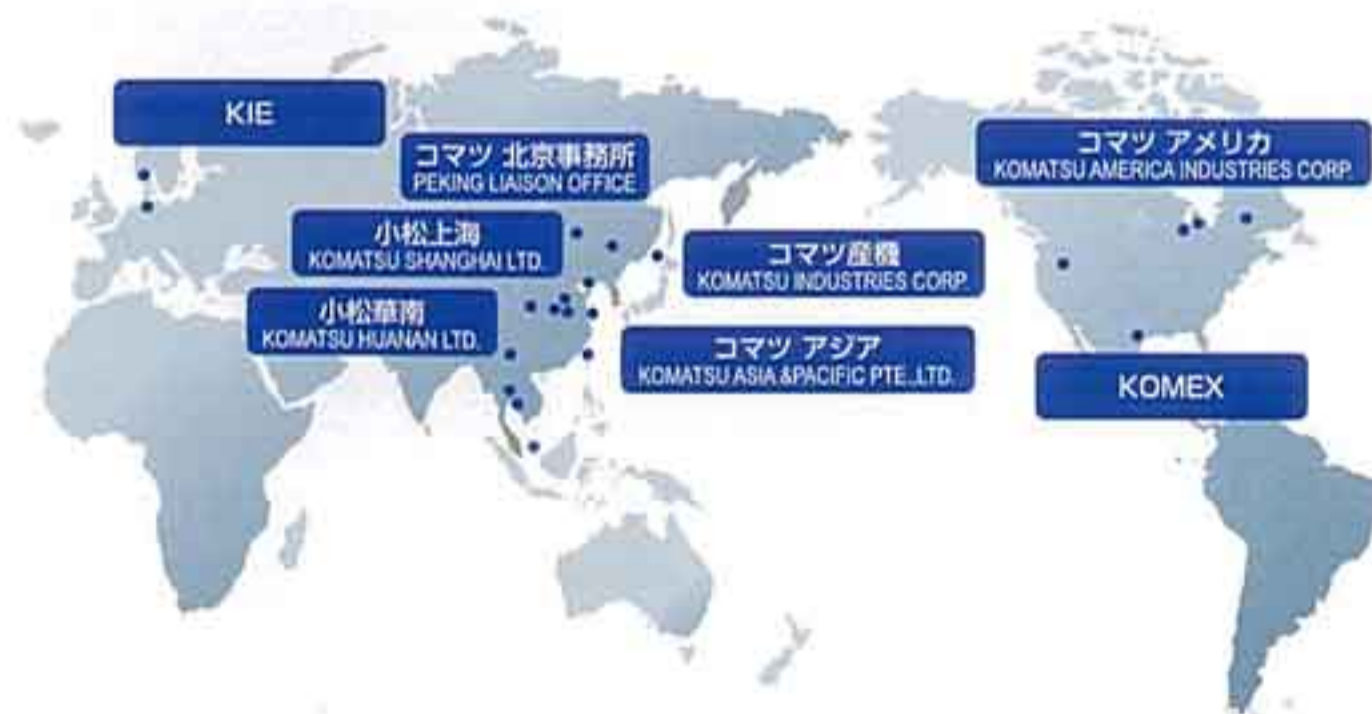 KIE
コマツ 北京事務所
PEKING LIAISON OFFICE
コマツ アメリカ
KOMATSU AMERICA INDUSTRIES CORP.
小松上海
KOMATSU SHANGHAI LTD.
コマツ産機
KOMATSU INDUSTRIES CORP.
小松華南
KOMATSU HUANAN LTD.
コマツ アジア
KOMATSU ASIA &PACIFIC PTE.,LTD.
KOMEX